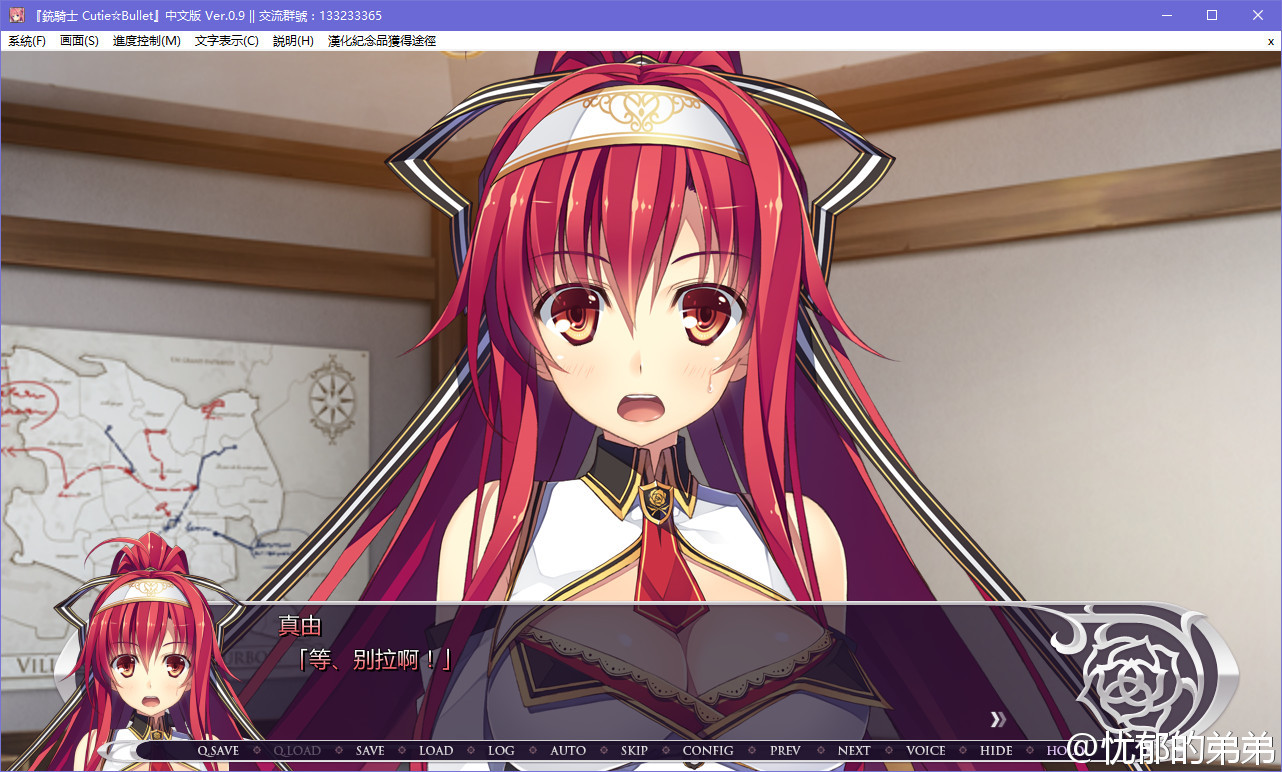 『銃騎士 Cutie☆Bullet』中文版 Ver.0.9 || 交流群號：133233365
系統(F) 画面(S) 進度控制(M) 文字表示(C) 説明(H) 漢化紀念品獲得途徑 x
真由
「等、别拉啊！」
Q.SAVE Q.LOAD SAVE LOAD LOG AUTO SKIP CONFIG PREV NEXT VOICE HIDE
@忧郁的弟弟